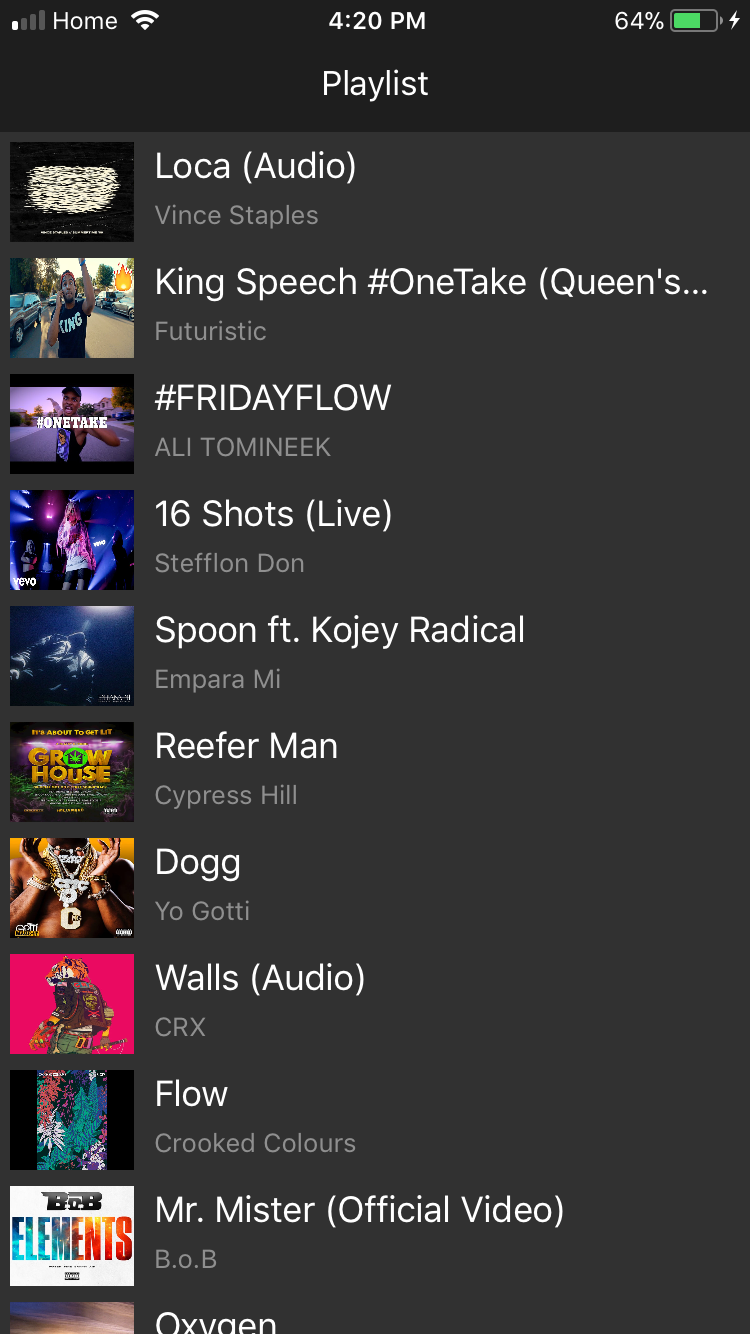 Home 4:20 PM 64%
Playlist
Loca (Audio)
Vince Staples
King Speech #OneTake (Queen's...
Futuristic
KING
#FRIDAYFLOW
#ONETAKE
ALI TOMINEEK
16 Shots (Live)
vevo
Stefflon Don
vevo
Spoon ft. Kojey Radical
Empara Mi
IT'S ABOUT TO GET LIT
Reefer Man
GROW
HOUSE
Cypress Hill
Dogg
Yo Gotti
C
Walls (Audio)
CRX
Flow
Crooked Colours
B.o.B
Mr. Mister (Official Video)
ELEMENTS
B.o.B
Oxygen